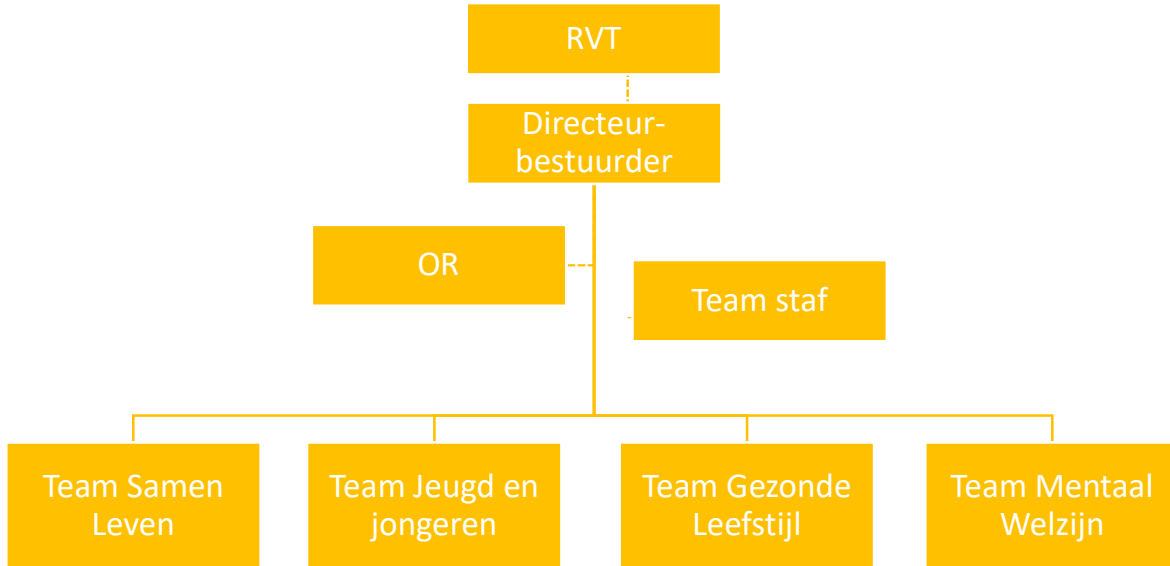 RVT
Directeur-
bestuurder
OR
Team staf
Team Samen
Leven
Team Jeugd en
jongeren
Team Gezonde
Leefstijl
Team Mentaal
Welzijn